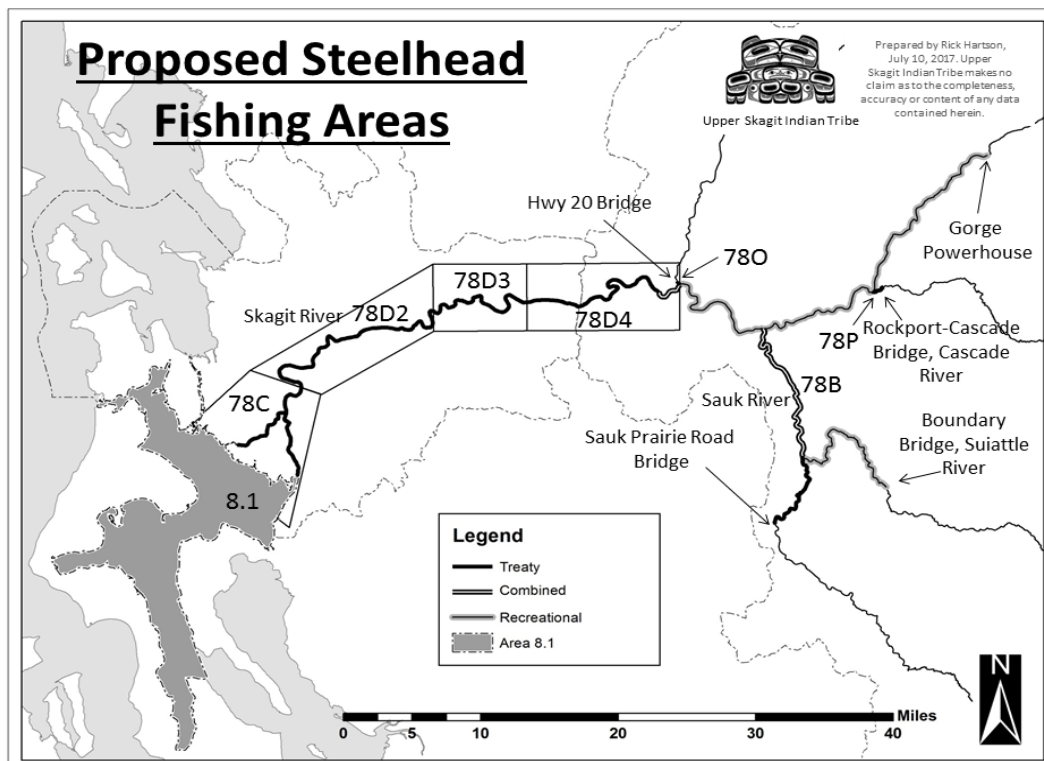 Proposed Steelhead
Fishing Areas
Upper Skagit Indian Tribe
Prepared by Rick Hartson,
July 10, 2017. Upper
Skagit Indian Tribe makes no
claim as to the completeness,
accuracy or content of any data
contained herein.
Hwy 20 Bridge
78O
Gorge
Powerhouse
Skagit River
78D2
78D3
78D4
78P
Rockport-Cascade
Bridge, Cascade
River
78C
78B
Sauk River
Sauk Prairie Road
Bridge
Boundary
Bridge, Suiattle
River
8.1
Legend
Treaty
Combined
Recreational
Area 8.1
N
Miles
0 5 10 20 30 40